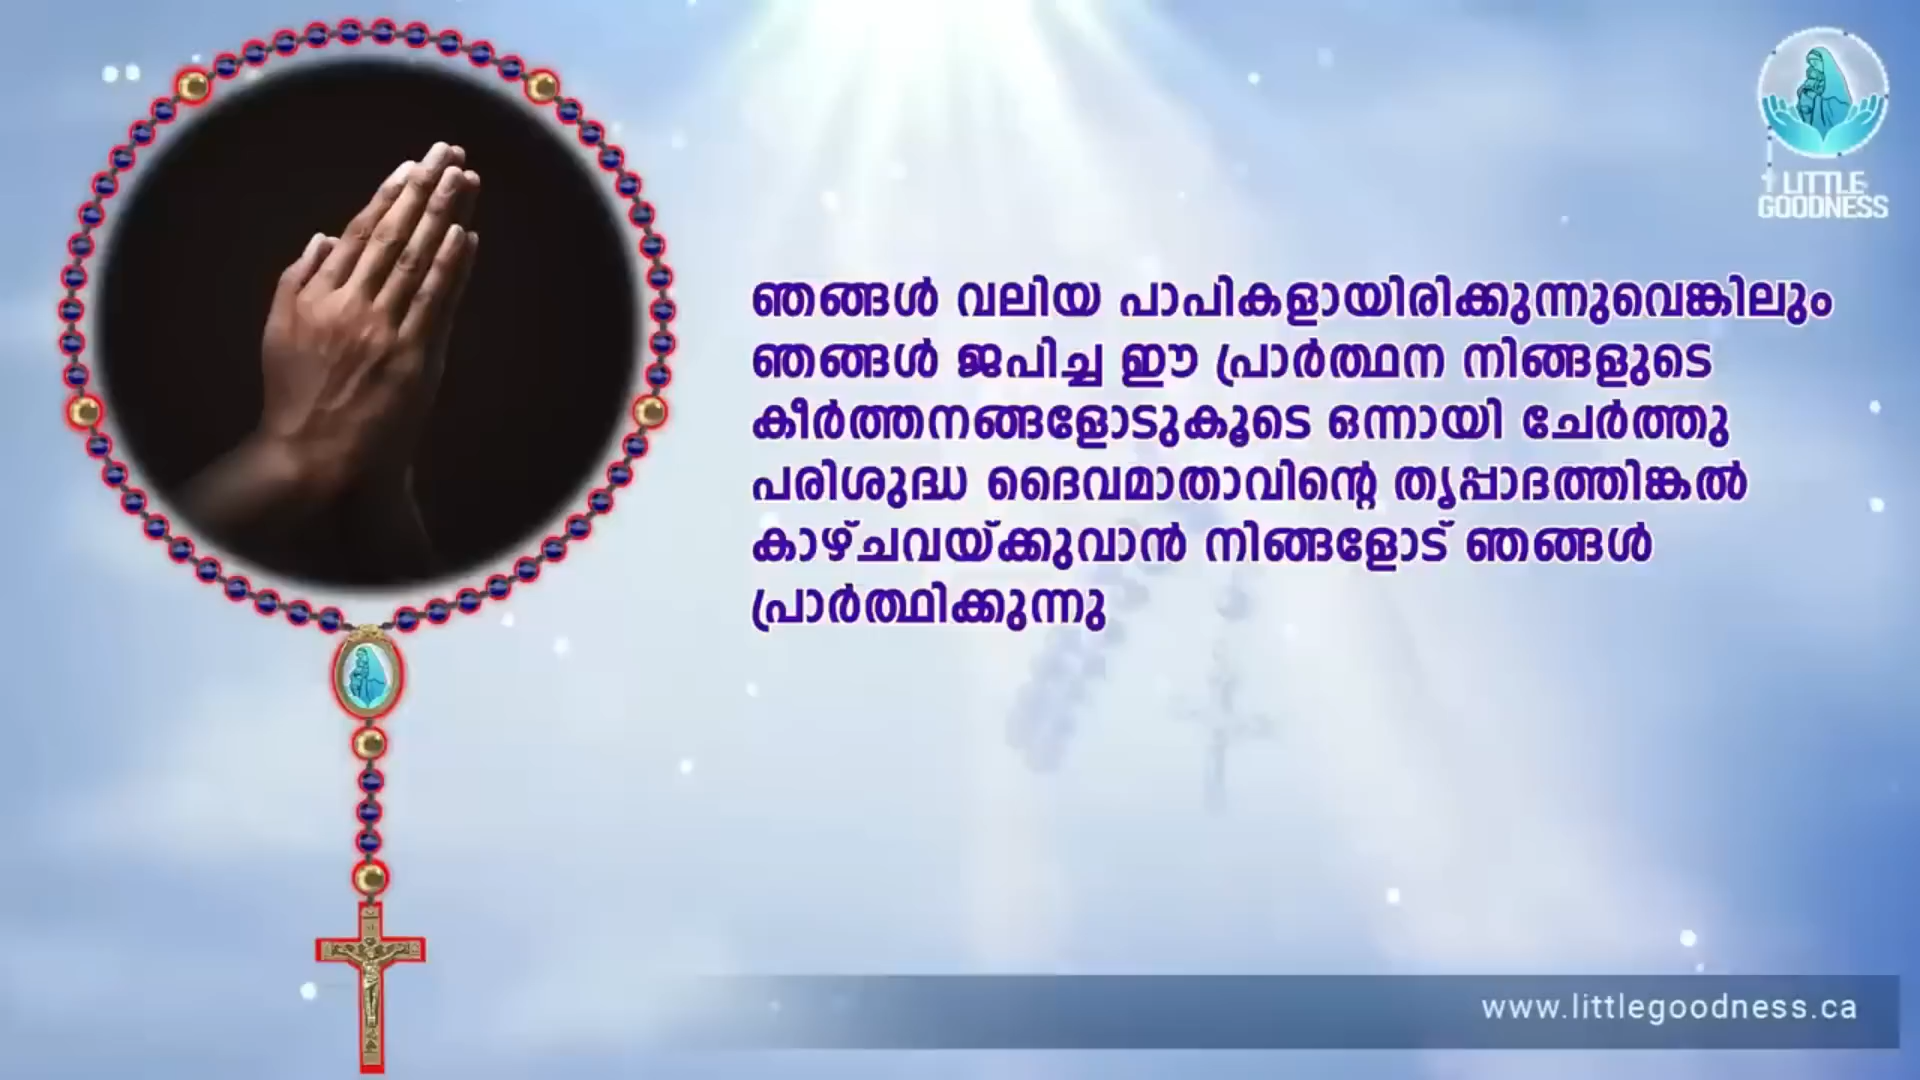 LITTLE
GOODNESS
ഞങ്ങൾ വലിയ പാപികളായിരിക്കുന്നുവെങ്കിലും
ഞങ്ങൾ ജപിച്ച ഈ പ്രാർത്ഥന നിങ്ങളുടെ
കീർത്തനങ്ങളോടുകൂടെ ഒന്നായി ചേർത്തു
പരിശുദ്ധ ദൈവമാതാവിന്റെ തൃപ്പാദത്തിങ്കൽ
കാഴ്ചവയ്ക്കുവാൻ നിങ്ങളോട് ഞങ്ങൾ
പ്രാർത്ഥിക്കുന്നു
www.littlegoodness.ca